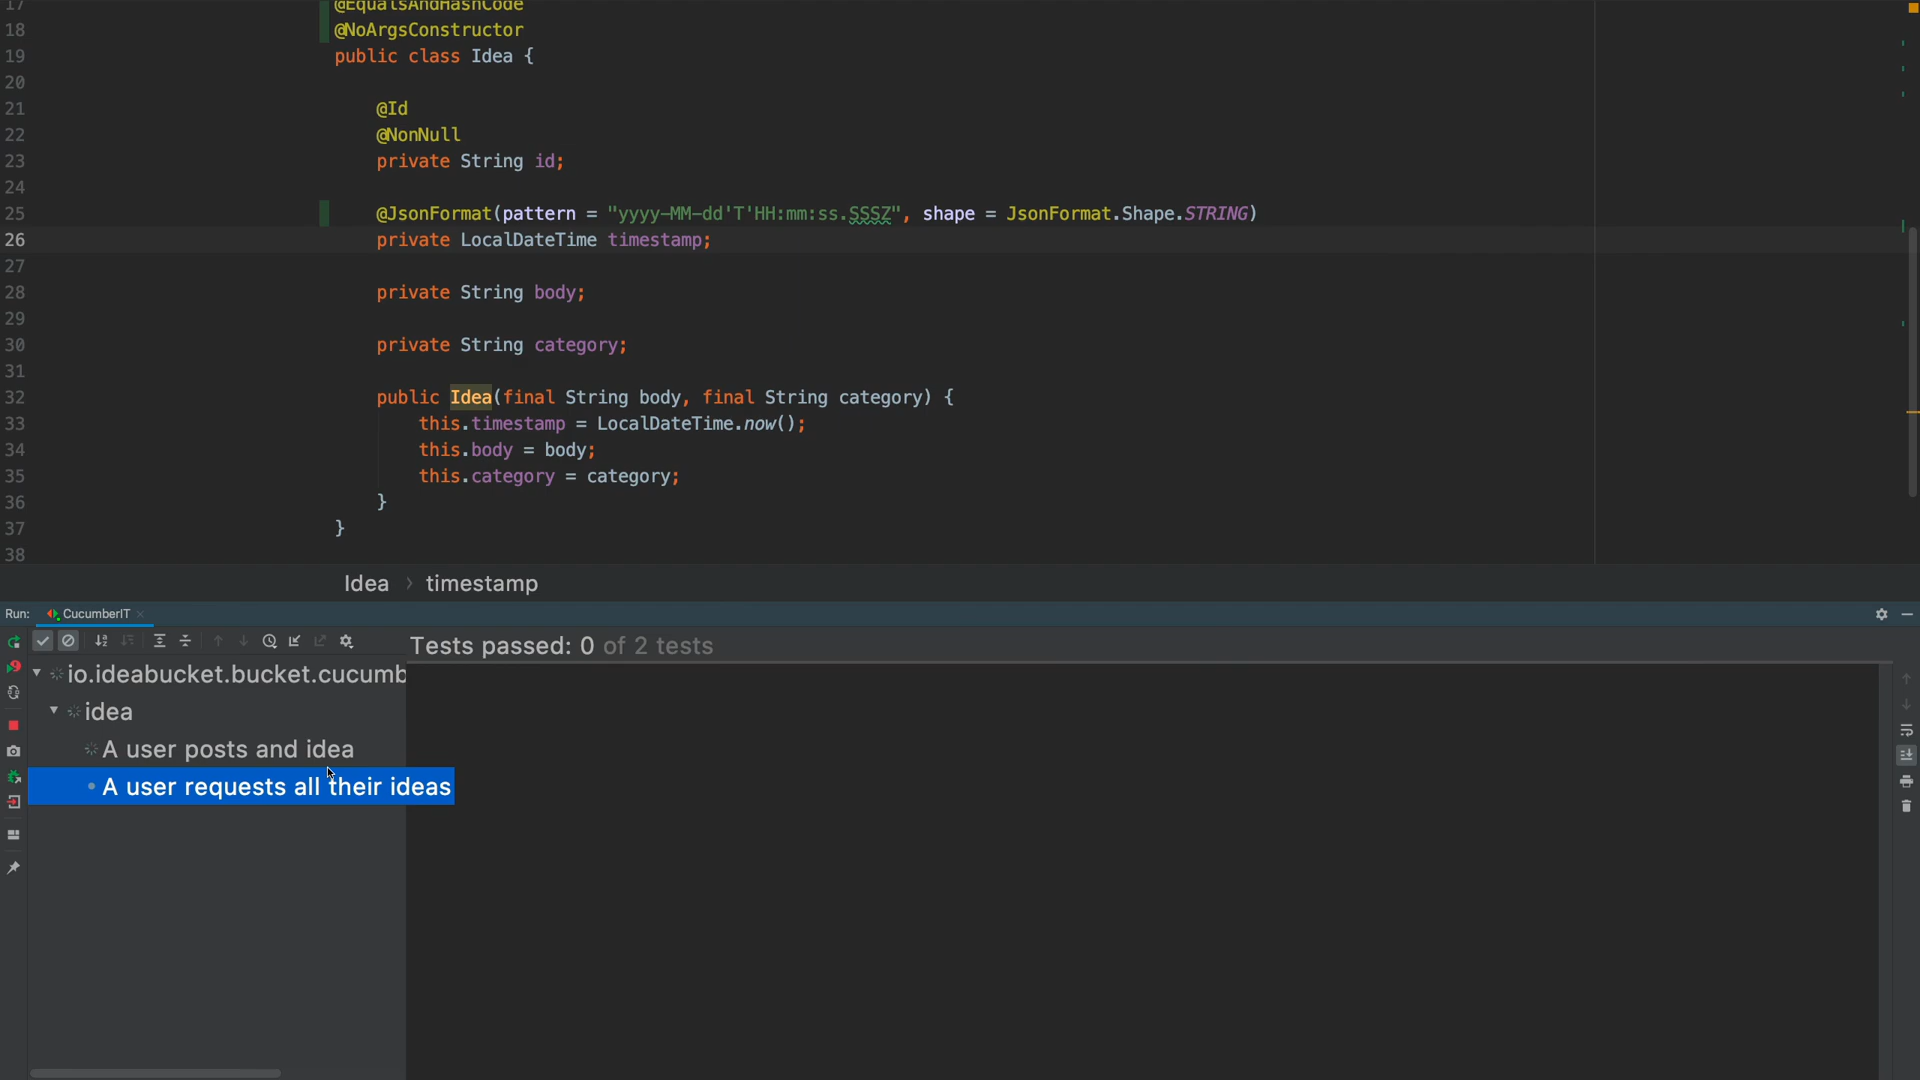 17 @EqualsAndHashCode
18 @NoArgsConstructor
19 public class Idea {
20
21 @Id
22 @NonNull
23 private String id;
24
25 @JsonFormat(pattern = "yyyy-MM-dd'T'HH:mm:ss.SSSZ", shape = JsonFormat.Shape.STRING)
26 private LocalDateTime timestamp;
27
28 private String body;
29
30 private String category;
31
32 public Idea(final String body, final String category) {
33 this.timestamp = LocalDateTime.now();
34 this.body = body;
35 this.category = category;
36 }
37 }
38
Idea › timestamp
Run: CucumberIT
Tests passed: 0 of 2 tests
io.ideabucket.bucket.cucumb
idea
A user posts and idea
A user requests all their ideas